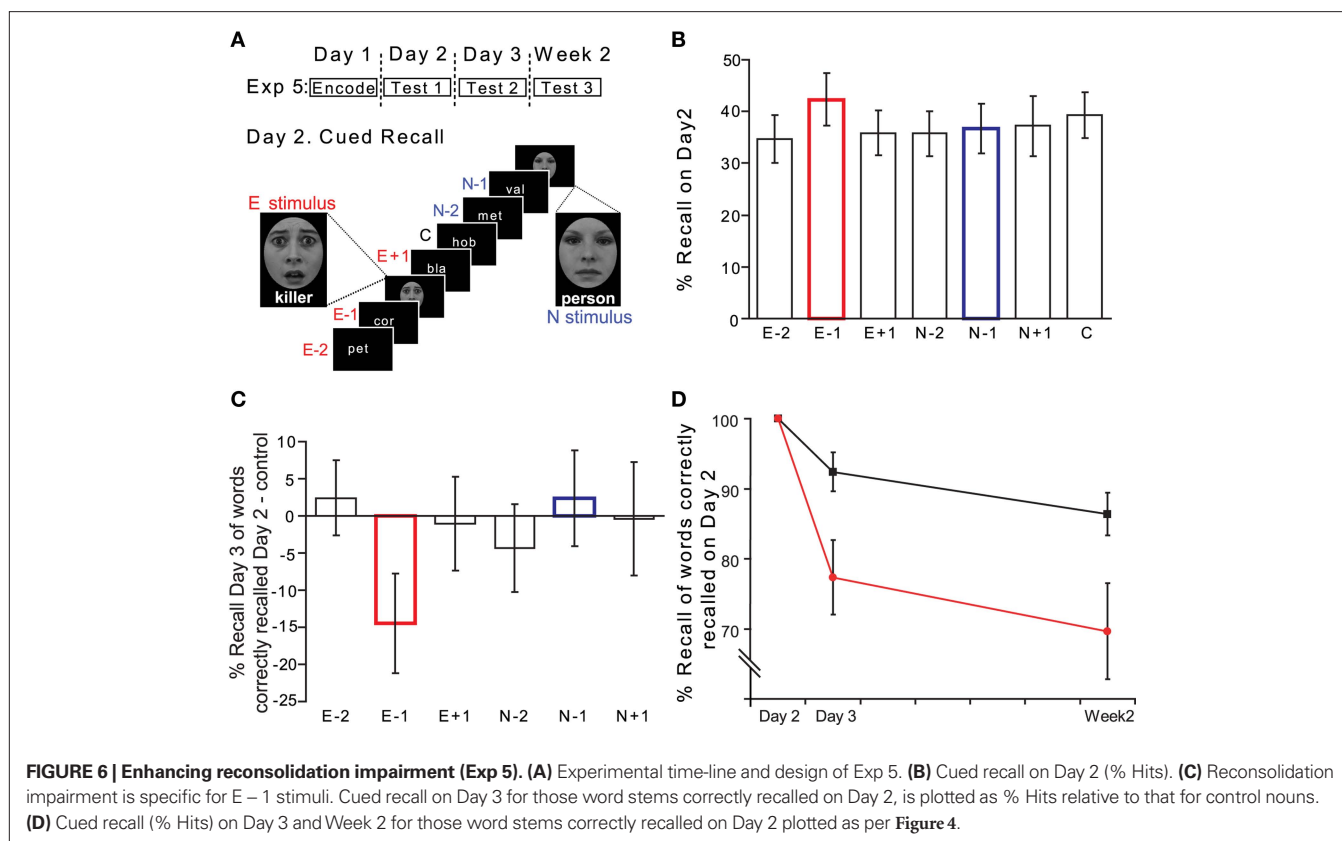 A
Day 1 Day 2 Day 3 Week 2
Exp 5: Encode Test 1 Test 2 Test 3
Day 2. Cued Recall
E stimulus
killer
E-2
pet
E-1
cor
E+1
bla
C
hob
N-2
met
N-1
val
person
N stimulus
B
% Recall on Day2
50
40
30
20
10
0
E-2 E-1 E+1 N-2 N-1 N+1 C
C
% Recall Day 3 of words
correctly recalled Day 2 - control
10
5
0
-5
-10
-15
-20
-25
E-2 E-1 E+1 N-2 N-1 N+1
D
% Recall of words correctly
recalled on Day 2
100
90
80
70
Day 2 Day 3 Week2
FIGURE 6 | Enhancing reconsolidation impairment (Exp 5). (A) Experimental time-line and design of Exp 5. (B) Cued recall on Day 2 (% Hits). (C) Reconsolidation
impairment is specific for E – 1 stimuli. Cued recall on Day 3 for those word stems correctly recalled on Day 2, is plotted as % Hits relative to that for control nouns.
(D) Cued recall (% Hits) on Day 3 and Week 2 for those word stems correctly recalled on Day 2 plotted as per Figure 4.